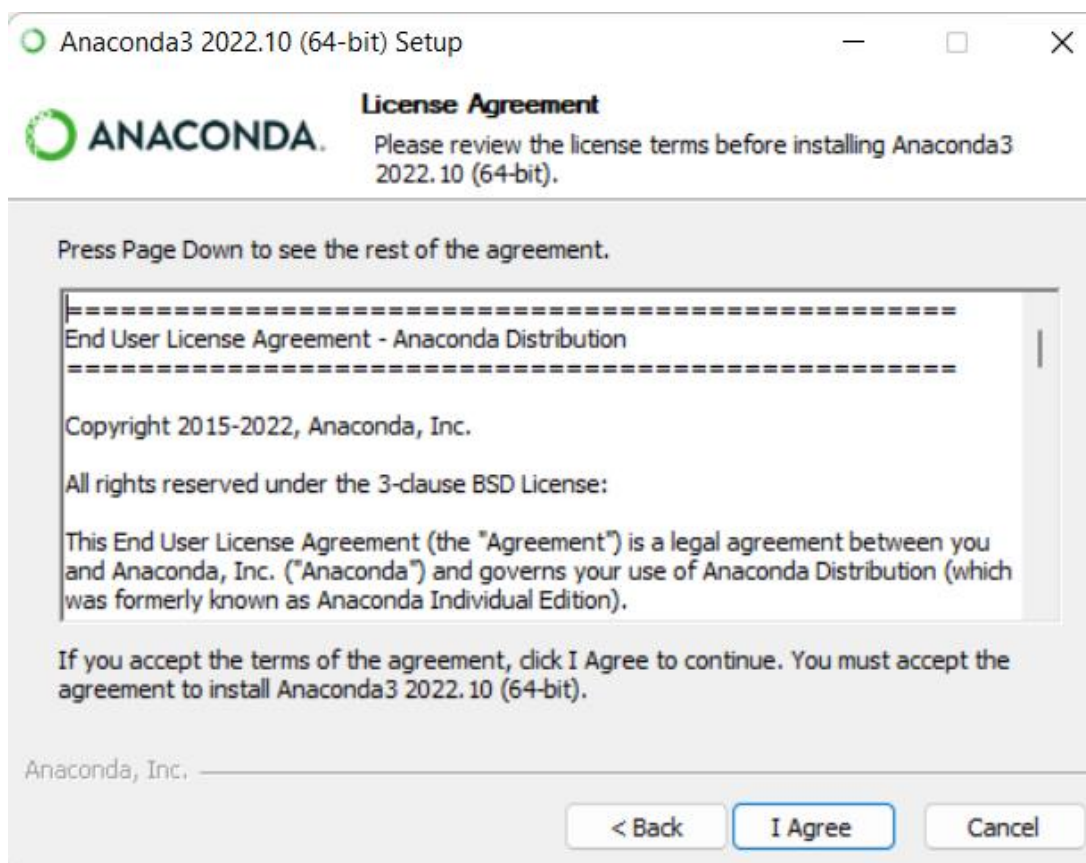 Anaconda3 2022.10 (64-bit) Setup
ANACONDA.
License Agreement
Please review the license terms before installing Anaconda3
2022.10 (64-bit).
Press Page Down to see the rest of the agreement.
====================================================
End User License Agreement - Anaconda Distribution
====================================================
Copyright 2015-2022, Anaconda, Inc.
All rights reserved under the 3-clause BSD License:
This End User License Agreement (the "Agreement") is a legal agreement between you
and Anaconda, Inc. ("Anaconda") and governs your use of Anaconda Distribution (which
was formerly known as Anaconda Individual Edition).
If you accept the terms of the agreement, click I Agree to continue. You must accept the
agreement to install Anaconda3 2022.10 (64-bit).
Anaconda, Inc.
< Back
I Agree
Cancel